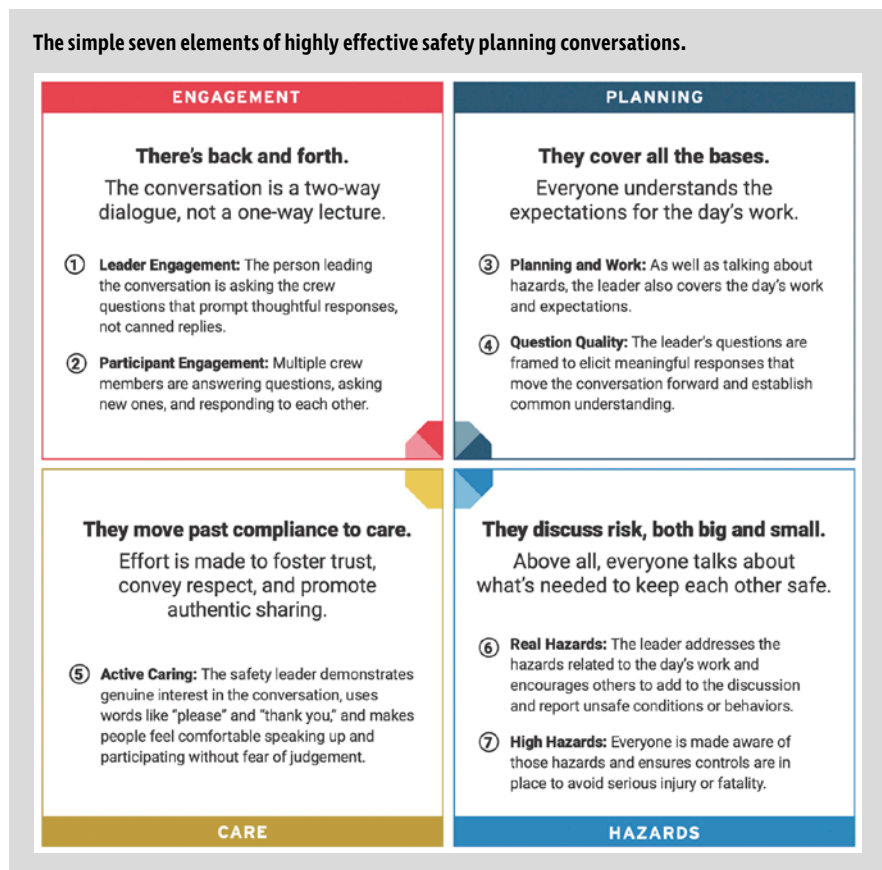 The simple seven elements of highly effective safety planning conversations.
ENGAGEMENT
There's back and forth.
The conversation is a two-way
dialogue, not a one-way lecture.
① Leader Engagement: The person leading
the conversation is asking the crew
questions that prompt thoughtful responses,
not canned replies.
② Participant Engagement: Multiple crew
members are answering questions, asking
new ones, and responding to each other.
PLANNING
They cover all the bases.
Everyone understands the
expectations for the day's work.
③ Planning and Work: As well as talking about
hazards, the leader also covers the day's work
and expectations.
④ Question Quality: The leader's questions are
framed to elicit meaningful responses that
move the conversation forward and establish
common understanding.
They move past compliance to care.
Effort is made to foster trust,
convey respect, and promote
authentic sharing.
⑤ Active Caring: The safety leader demonstrates
genuine interest in the conversation, uses
words like "please" and "thank you," and makes
people feel comfortable speaking up and
participating without fear of judgement.
CARE
They discuss risk, both big and small.
Above all, everyone talks about
what's needed to keep each other safe.
⑥ Real Hazards: The leader addresses the
hazards related to the day's work and
encourages others to add to the discussion
and report unsafe conditions or behaviors.
⑦ High Hazards: Everyone is made aware of
those hazards and ensures controls are in
place to avoid serious injury or fatality.
HAZARDS